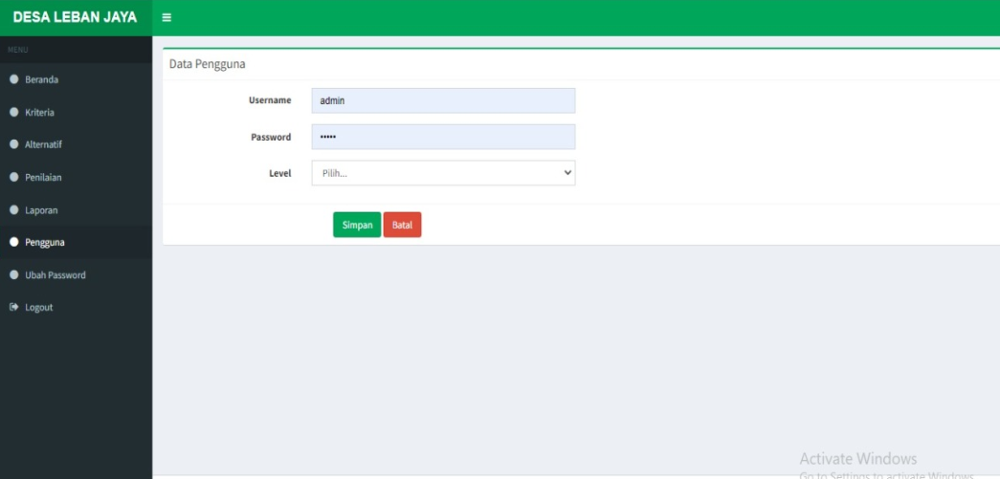 DESA LEBAN JAYA
MENU
Beranda
Kriteria
Alternatif
Penilaian
Laporan
Pengguna
Ubah Password
Logout
Data Pengguna
Username admin
Password •••••
Level Pilih...
Simpan Batal
Activate Windows
Go to Settings to activate Windows.